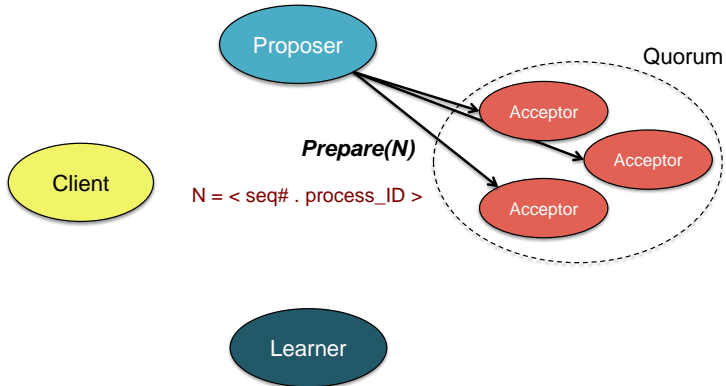 Proposer
Quorum
Acceptor
Prepare(N)
Acceptor
Client
N = < seq# . process_ID >
Acceptor
Learner